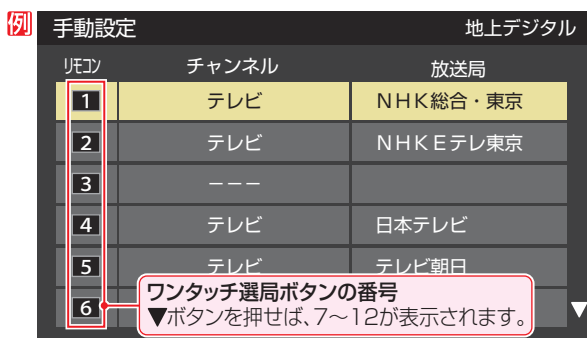 例
手動設定 地上デジタル
リモコン チャンネル 放送局
1 テレビ NHK総合・東京
2 テレビ NHKEテレ東京
3 −−−
4 テレビ 日本テレビ
5 テレビ テレビ朝日
6
ワンタッチ選局ボタンの番号
▼ボタンを押せば、7〜12が表示されます。
▼